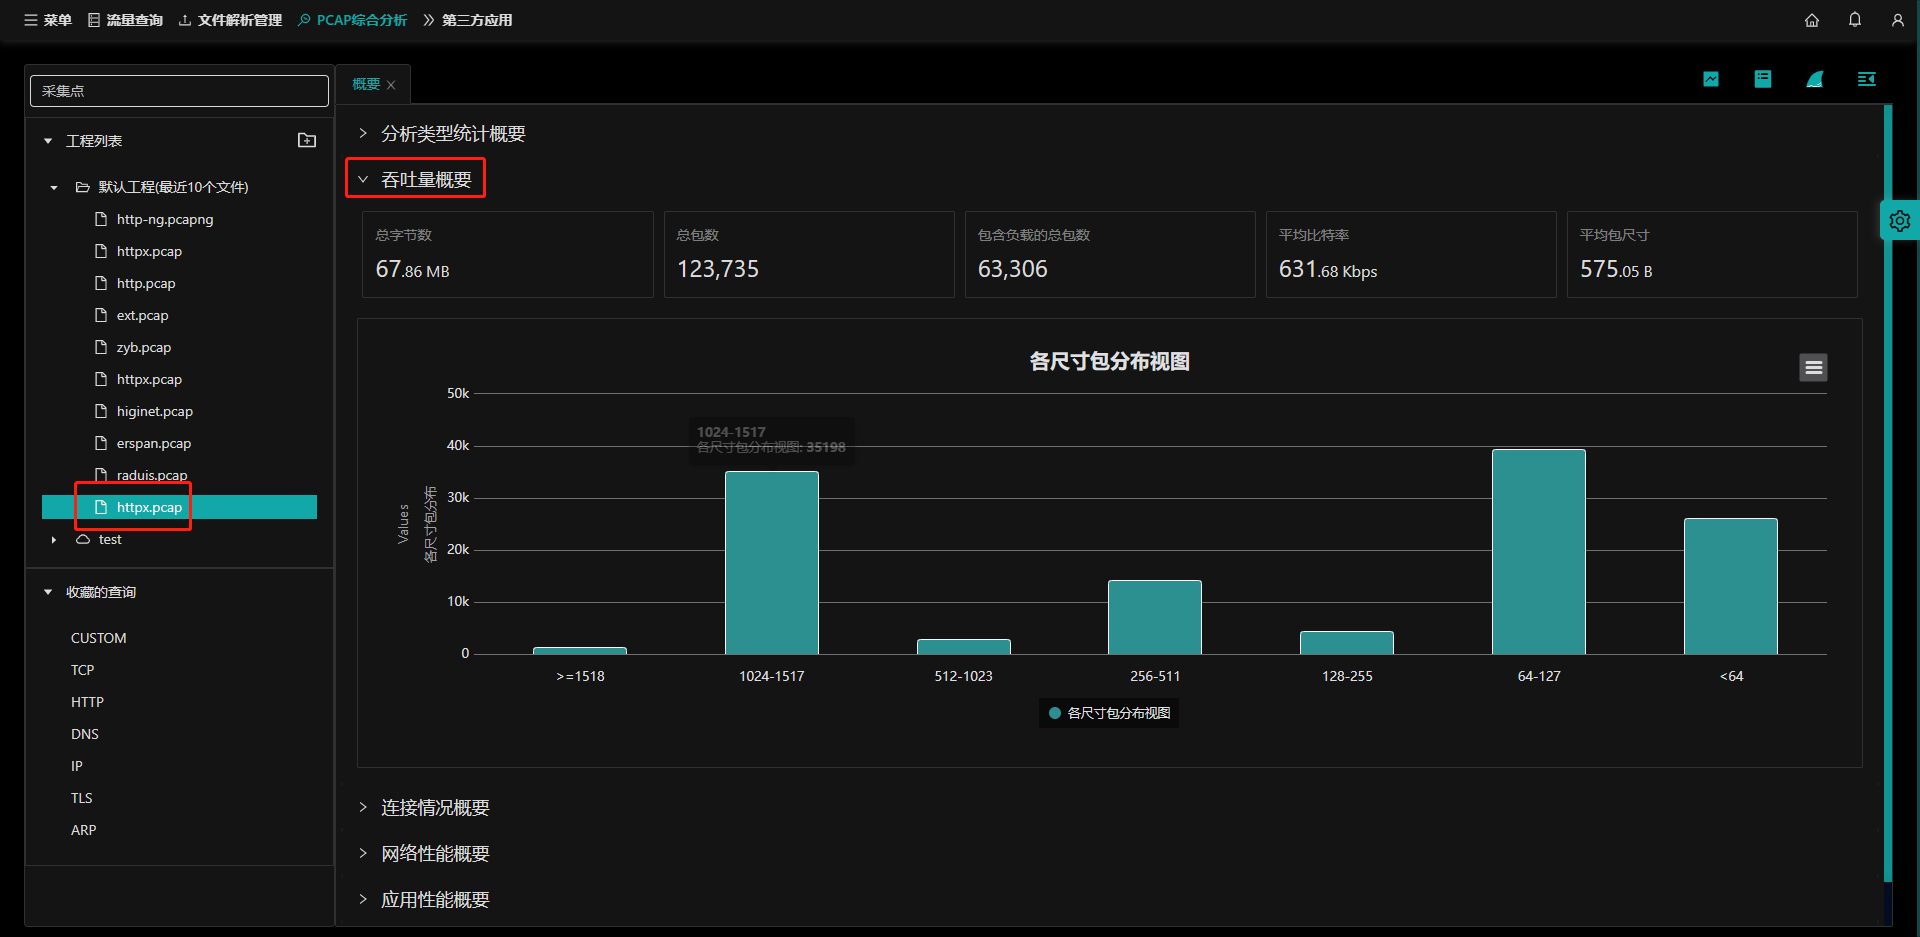 菜单 流量查询 文件解析管理 PCAP综合分析 第三方应用
采集点
工程列表
默认工程(最近10个文件)
http-ng.pcapng
httpx.pcap
http.pcap
ext.pcap
zyb.pcap
httpx.pcap
higinet.pcap
erspan.pcap
raduis.pcap
httpx.pcap
test
收藏的查询
CUSTOM
TCP
HTTP
DNS
IP
TLS
ARP
概要
分析类型统计概要
吞吐量概要
总字节数
67.86 MB
总包数
123,735
包含负载的总包数
63,306
平均比特率
631.68 Kbps
平均包尺寸
575.05 B
各尺寸包分布视图
50k
40k
30k
20k
10k
0
Values
各尺寸包分布
1024-1517
各尺寸包分布视图: 35198
>=1518 1024-1517 512-1023 256-511 128-255 64-127 <64
各尺寸包分布视图
连接情况概要
网络性能概要
应用性能概要